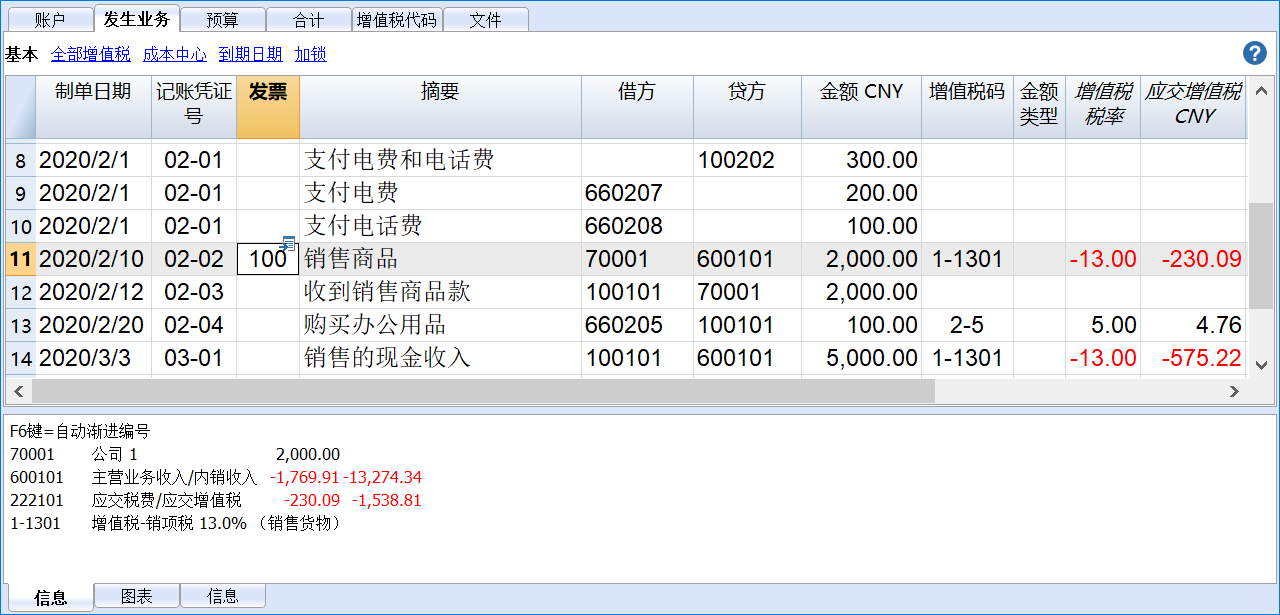 账户 发生业务 预算 合计 增值税代码 文件
基本 全部增值税 成本中心 到期日期 加锁 ?
制单日期 记账凭证号 发票 摘要 借方 贷方 金额 CNY 增值税码 金额类型 增值税税率 应交增值税 CNY
8 2020/2/1 02-01 支付电费和电话费 100202 300.00
9 2020/2/1 02-01 支付电费 660207 200.00
10 2020/2/1 02-01 支付电话费 660208 100.00
11 2020/2/10 02-02 100 销售商品 70001 600101 2,000.00 1-1301 -13.00 -230.09
12 2020/2/12 02-03 收到销售商品款 100101 70001 2,000.00
13 2020/2/20 02-04 购买办公用品 660205 100101 100.00 2-5 5.00 4.76
14 2020/3/3 03-01 销售的现金收入 100101 600101 5,000.00 1-1301 -13.00 -575.22
F6键=自动渐进编号
70001 公司 1 2,000.00
600101 主营业务收入/内销收入 -1,769.91 -13,274.34
222101 应交税费/应交增值税 -230.09 -1,538.81
1-1301 增值税-销项税 13.0% （销售货物）
信息 图表 信息